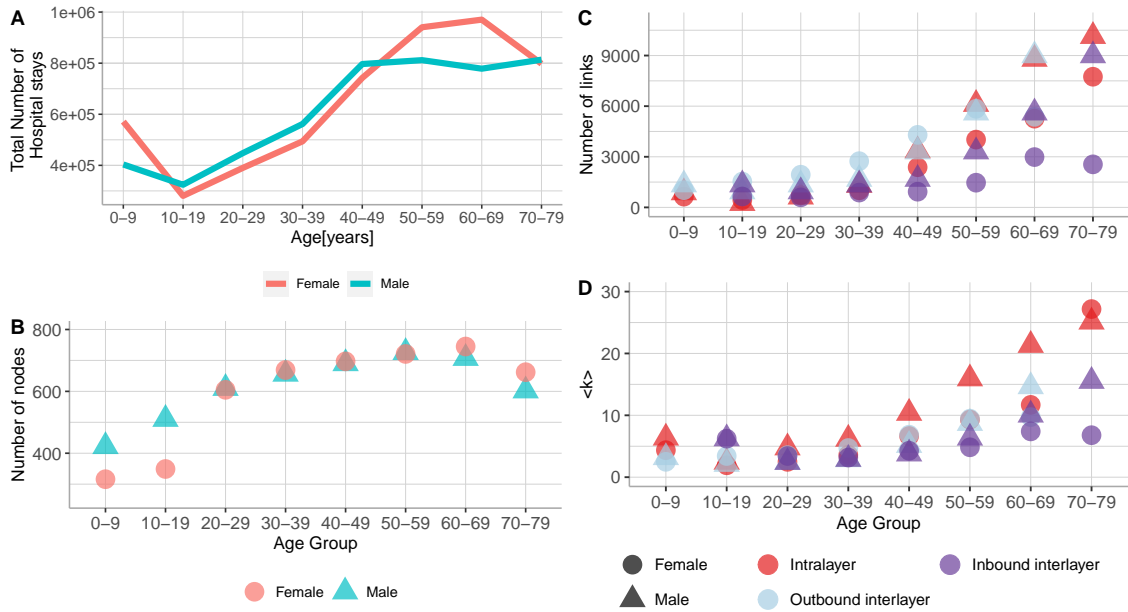 A
Total Number of
Hospital stays
1e+06
8e+05
6e+05
4e+05
0–9 10–19 20–29 30–39 40–49 50–59 60–69 70–79
Age[years]
Female Male
B
Number of nodes
800
600
400
0–9 10–19 20–29 30–39 40–49 50–59 60–69 70–79
Age Group
Female Male
C
Number of links
9000
6000
3000
0
0–9 10–19 20–29 30–39 40–49 50–59 60–69 70–79
D
<k>
30
20
10
0
0–9 10–19 20–29 30–39 40–49 50–59 60–69 70–79
Age Group
Female Intralayer Inbound interlayer
Male Outbound interlayer